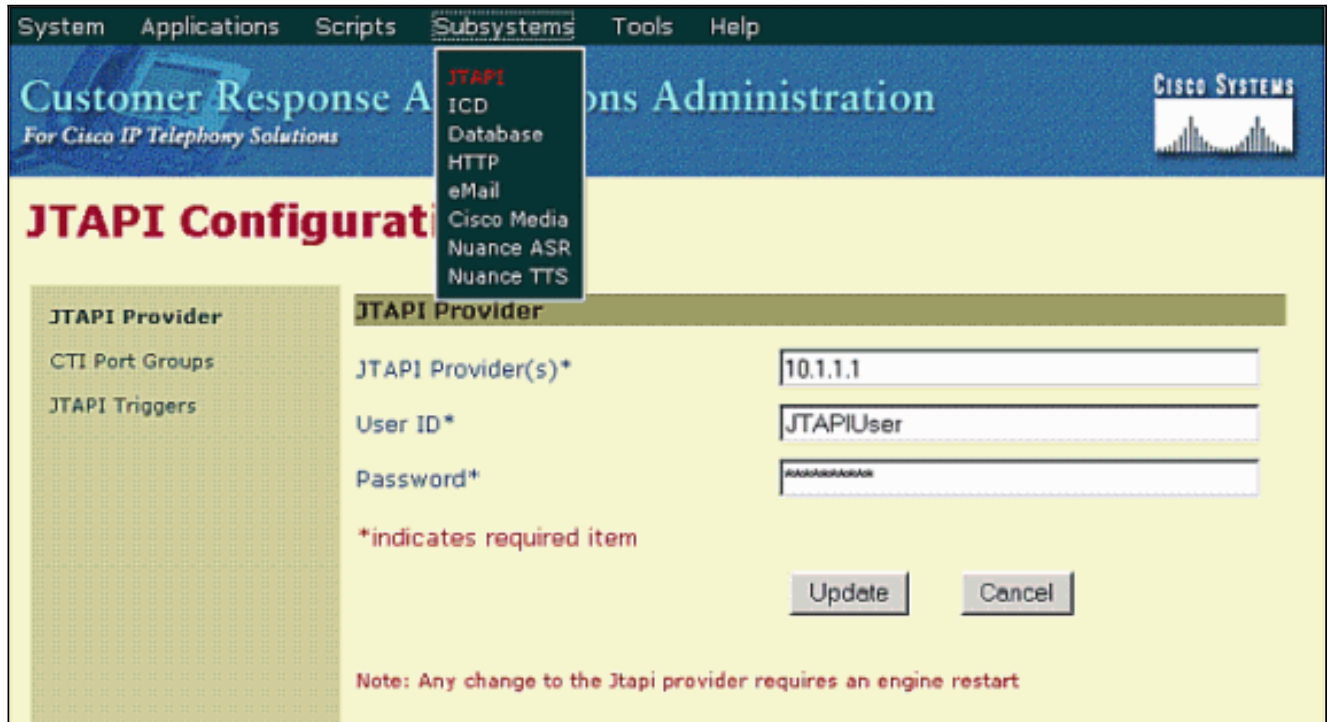 System Applications Scripts Subsystems Tools Help
JTAPI
ICD
Database
HTTP
eMail
Cisco Media
Nuance ASR
Nuance TTS
Customer Response A ons Administration
For Cisco IP Telephony Solutions
CISCO SYSTEMS
JTAPI Configurati
JTAPI Provider
CTI Port Groups
JTAPI Triggers
JTAPI Provider
JTAPI Provider(s)* 10.1.1.1
User ID* JTAPIUser
Password* **********
*indicates required item
Update Cancel
Note: Any change to the Jtapi provider requires an engine restart